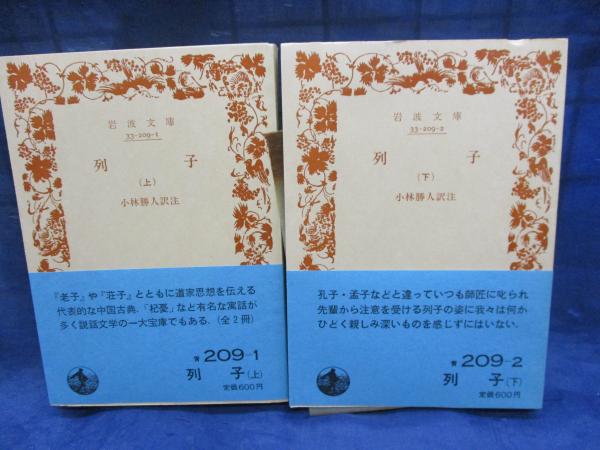 岩波文庫
33-209-1
列 子
(上)
小林勝人訳注
『老子』や『荘子』とともに道家思想を伝える
代表的な中国古典.「杞憂」など有名な寓話が
多く説話文学の一大宝庫でもある.(全2冊)
青 209-1
列 子(上)
定価600円
岩波文庫
33-209-2
列 子
(下)
小林勝人訳注
孔子・孟子などと違っていつも師匠に叱られ
先輩から注意を受ける列子の姿に我々は何か
ひどく親しみ深いものを感じずにはいない.
青 209-2
列 子(下)
定価600円